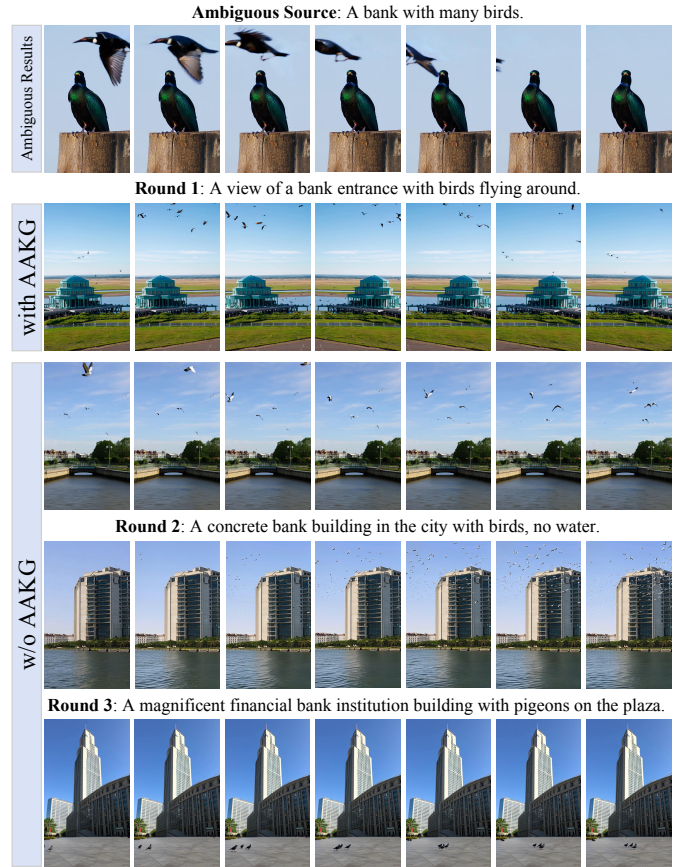 Ambiguous Source: A bank with many birds.
Ambiguous Results
Round 1: A view of a bank entrance with birds flying around.
with AAKG
w/o AAKG
Round 2: A concrete bank building in the city with birds, no water.
Round 3: A magnificent financial bank institution building with pigeons on the plaza.